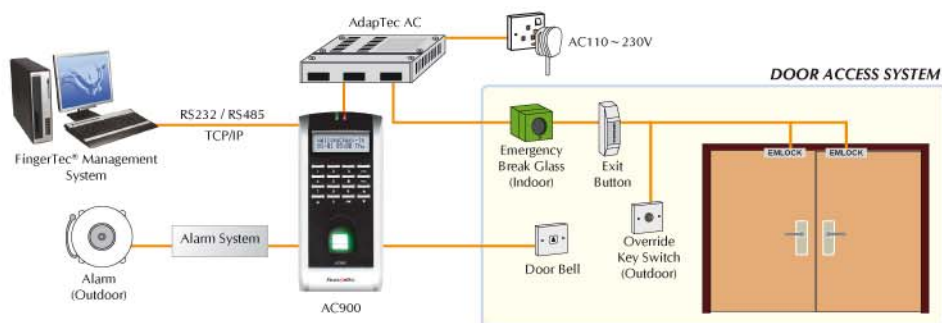 AdapTec AC
AC110 ~ 230V
DOOR ACCESS SYSTEM
RS232 / RS485
TCP/IP
FingerTec® Management
System
Emergency
Break Glass
(Indoor)
Exit
Button
EMLOCK
EMLOCK
Alarm System
Alarm
(Outdoor)
Door Bell
Override
Key Switch
(Outdoor)
AC900